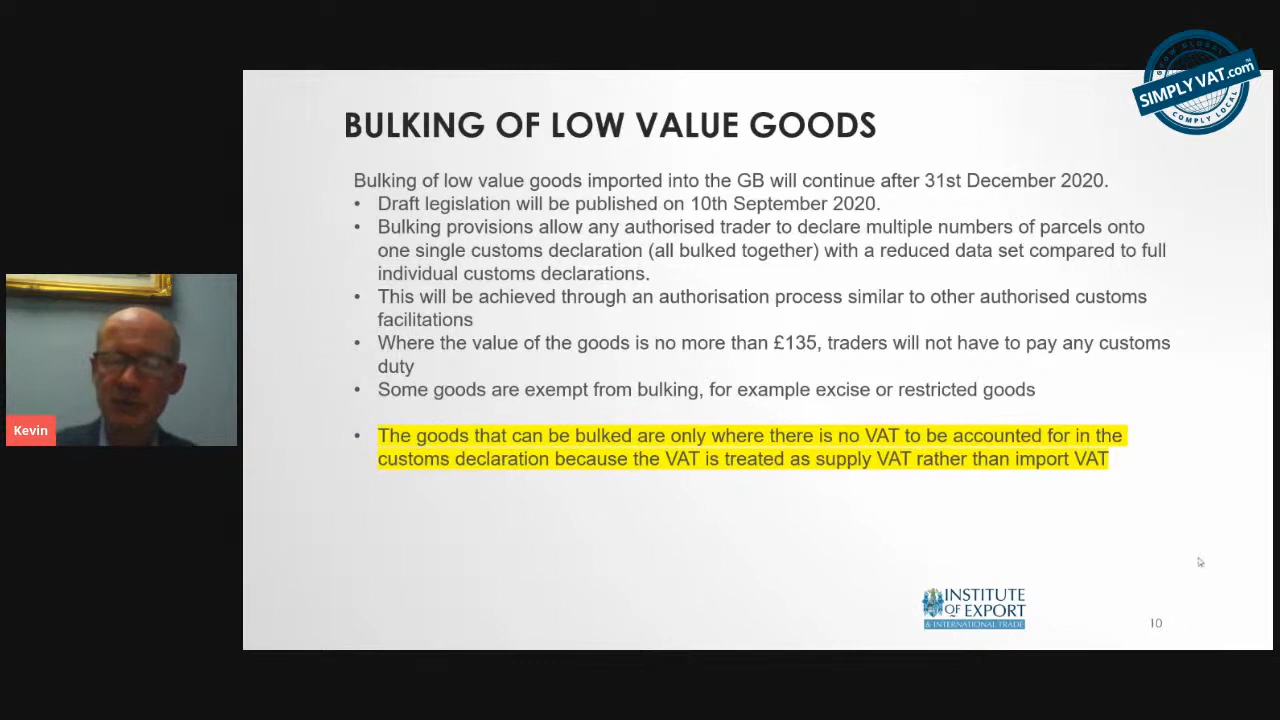 GROW GLOBAL
SIMPLYVAT.com
COMPLY LOCAL
BULKING OF LOW VALUE GOODS
Bulking of low value goods imported into the GB will continue after 31st December 2020.
• Draft legislation will be published on 10th September 2020.
• Bulking provisions allow any authorised trader to declare multiple numbers of parcels onto
one single customs declaration (all bulked together) with a reduced data set compared to full
individual customs declarations.
• This will be achieved through an authorisation process similar to other authorised customs
facilitations
• Where the value of the goods is no more than £135, traders will not have to pay any customs
duty
• Some goods are exempt from bulking, for example excise or restricted goods
• The goods that can be bulked are only where there is no VAT to be accounted for in the
customs declaration because the VAT is treated as supply VAT rather than import VAT
Kevin
INSTITUTE
OF EXPORT
& INTERNATIONAL TRADE
10